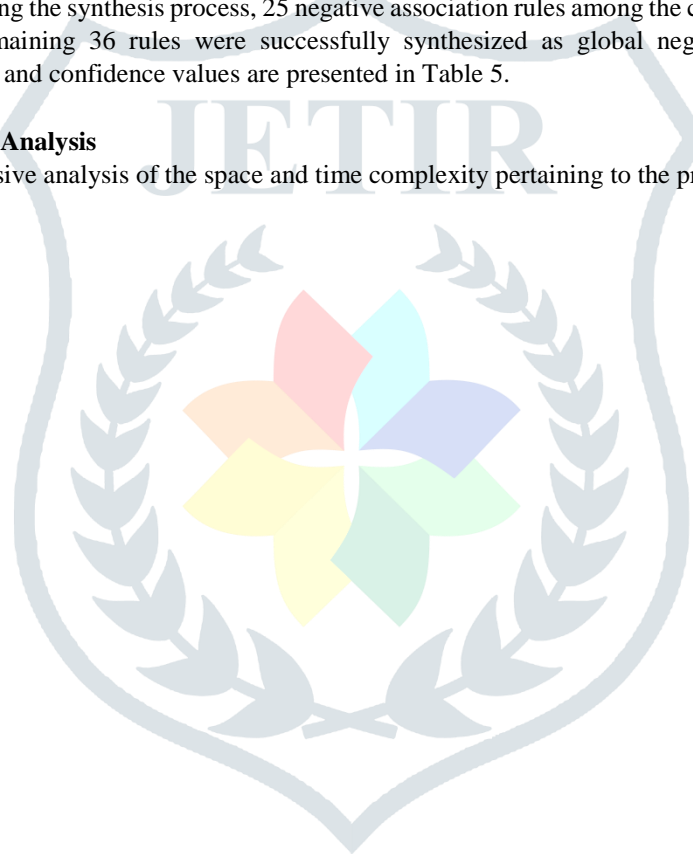 ng the synthesis process, 25 negative association rules among the c
maining 36 rules were successfully synthesized as global neg
and confidence values are presented in Table 5.
Analysis
JETIR
sive analysis of the space and time complexity pertaining to the pr